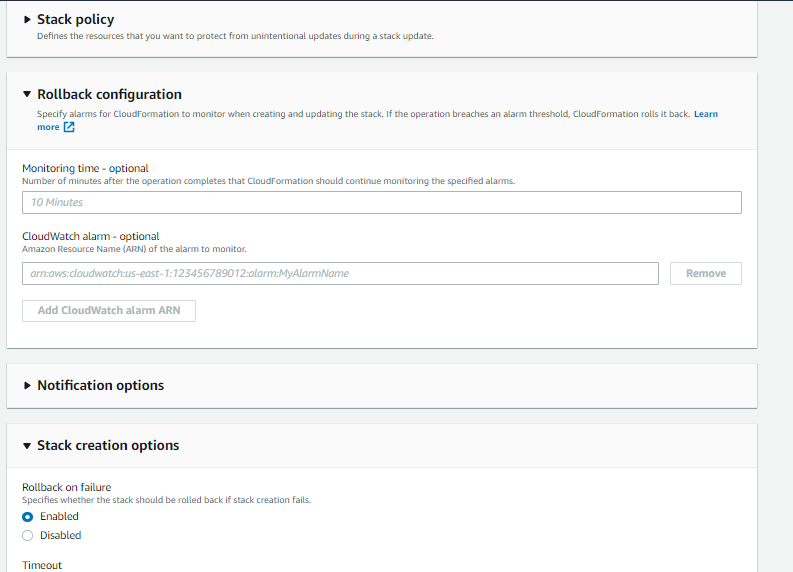 Stack policy
Defines the resources that you want to protect from unintentional updates during a stack update.
Rollback configuration
Specify alarms for CloudFormation to monitor when creating and updating the stack. If the operation breaches an alarm threshold, CloudFormation rolls it back. Learn
more
Monitoring time - optional
Number of minutes after the operation completes that CloudFormation should continue monitoring the specified alarms.
10 Minutes
CloudWatch alarm - optional
Amazon Resource Name (ARN) of the alarm to monitor.
arn:aws:cloudwatch:us-east-1:123456789012:alarm:MyAlarmName
Remove
Add CloudWatch alarm ARN
Notification options
Stack creation options
Rollback on failure
Specifies whether the stack should be rolled back if stack creation fails.
Enabled
Disabled
Timeout